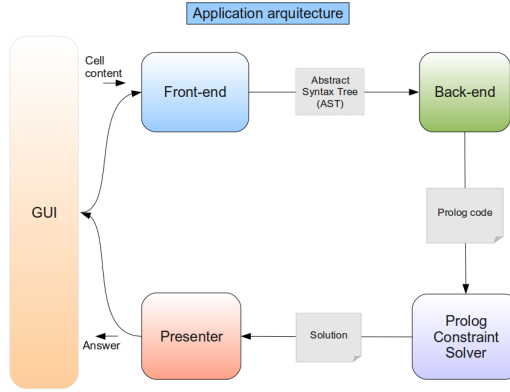 Application arquitecture
Cell
content
Front-end
Abstract
Syntax Tree
(AST)
Back-end
GUI
Prolog code
Answer
Presenter
Solution
Prolog
Constraint
Solver